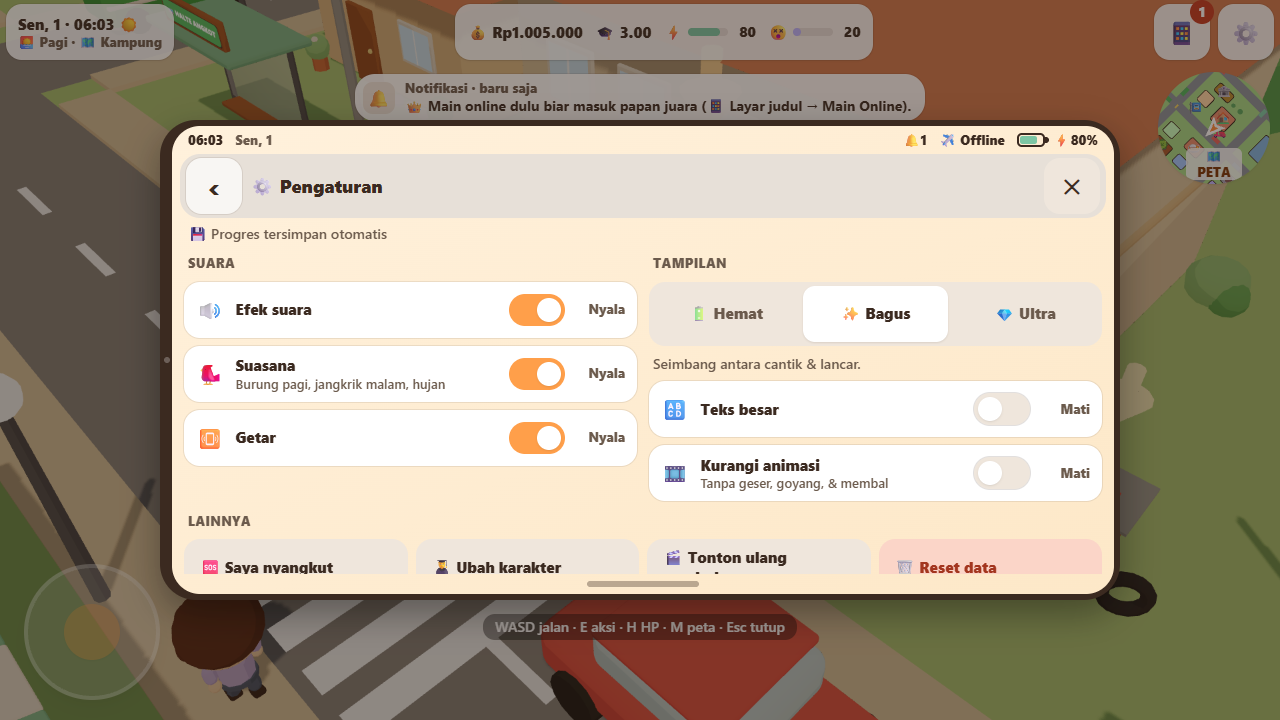 Sen, 1 · 06:03
Pagi · Kampung
HALTE ANGKOT
Rp1.005.000
3.00
80
20
1
Notifikasi · baru saja
Main online dulu biar masuk papan juara ( Layar judul → Main Online).
PETA
06:03 Sen, 1
1 Offline 80%
Pengaturan
Progres tersimpan otomatis
SUARA
Efek suara Nyala
Suasana
Burung pagi, jangkrik malam, hujan
Nyala
Getar Nyala
TAMPILAN
Hemat Bagus Ultra
Seimbang antara cantik & lancar.
Teks besar Mati
Kurangi animasi
Tanpa geser, goyang, & membal
Mati
LAINNYA
Saya nyangkut
Ubah karakter
Tonton ulang
Reset data
WASD jalan · E aksi · H HP · M peta · Esc tutup